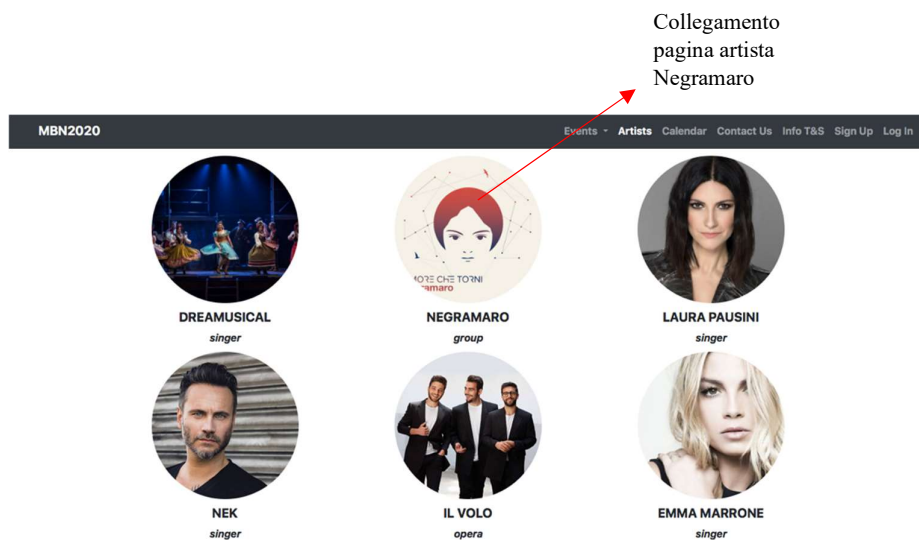 Collegamento
pagina artista
Negramaro
MBN2020
Events Artists Calendar Contact Us Info T&S Sign Up Log In
MORE CHE TORNI
ramaro
DREAMUSICAL NEGRAMARO LAURA PAUSINI
singer group singer
NEK IL VOLO EMMA MARRONE
singer opera singer